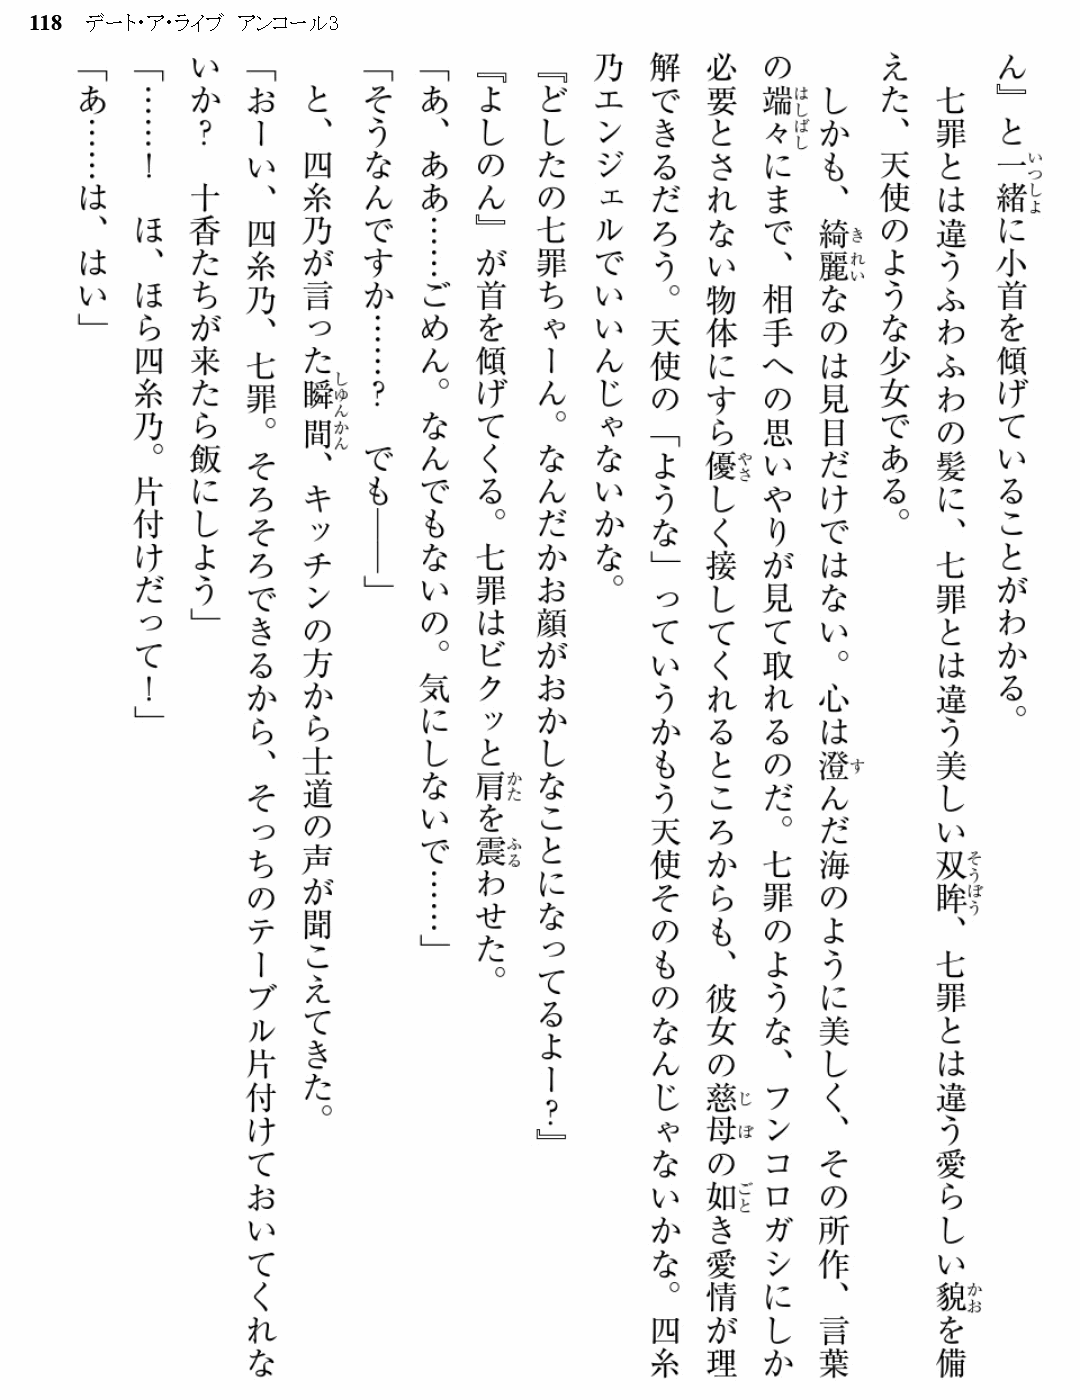 118 デート・ア・ライブ アンコール3
ん』と一緒に小首を傾げていることがわかる。
　七罪とは違うふわふわの髪に、七罪とは違う美しい双眸、七罪とは違う愛らしい貌を備
えた、天使のような少女である。
　しかも、綺麗なのは見目だけではない。心は澄んだ海のように美しく、その所作、言葉
の端々にまで、相手への思いやりが見て取れるのだ。七罪のような、フンコロガシにしか
必要とされない物体にすら優しく接してくれるところからも、彼女の慈母の如き愛情が理
解できるだろう。天使の「ような」っていうかもう天使そのものなんじゃないかな。四糸
乃エンジェルでいいんじゃないかな。
『どしたの七罪ちゃーん。なんだかお顔がおかしなことになってるよー?』
『よしのん』が首を傾げてくる。七罪はビクッと肩を震わせた。
「あ、ああ……ごめん。なんでもないの。気にしないで……」
「そうなんですか……?　でも――」
　と、四糸乃が言った瞬間、キッチンの方から士道の声が聞こえてきた。
「おーい、四糸乃、七罪。そろそろできるから、そっちのテーブル片付けておいてくれな
いか?　十香たちが来たら飯にしよう」
「……!　ほ、ほら四糸乃。片付けだって!」
「あ……は、はい」